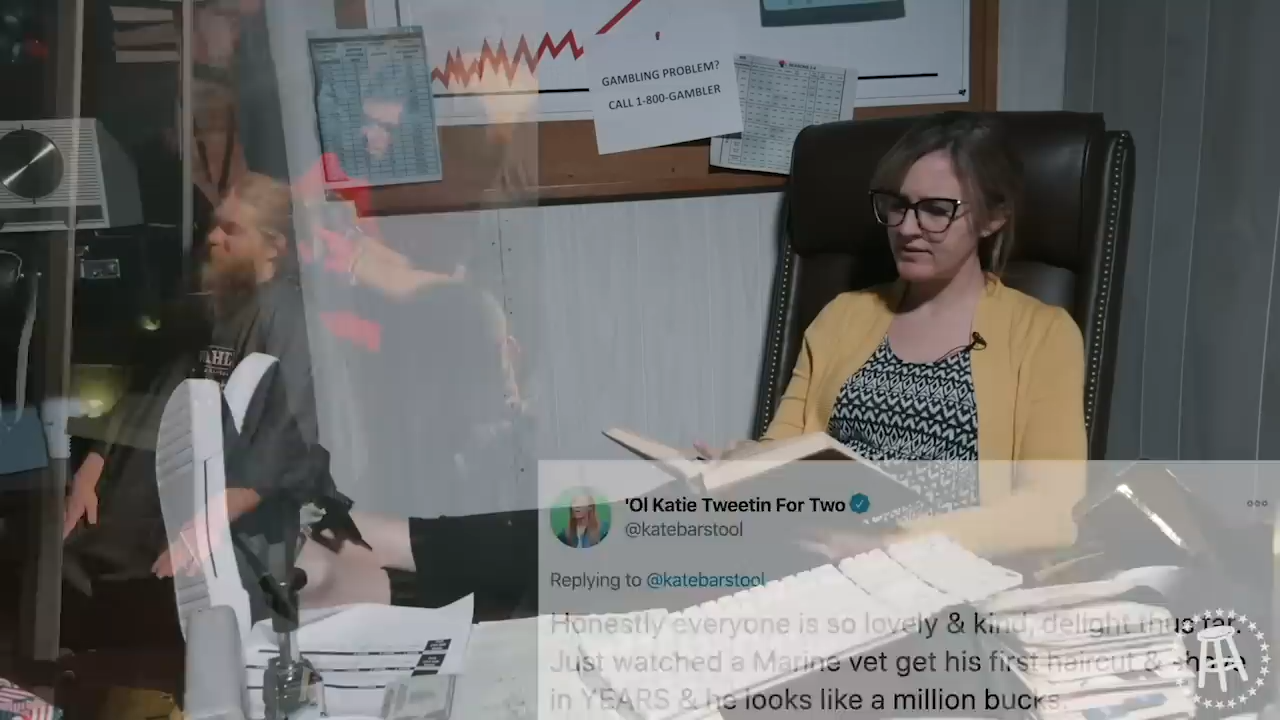 GAMBLING PROBLEM?
CALL 1-800-GAMBLER
'Ol Katie Tweetin For Two
@katebarstool
Replying to @katebarstool
Honestly everyone is so lovely & kind, delight thus far.
Just watched a Marine vet get his first haircut & shave
in YEARS & he looks like a million bucks.